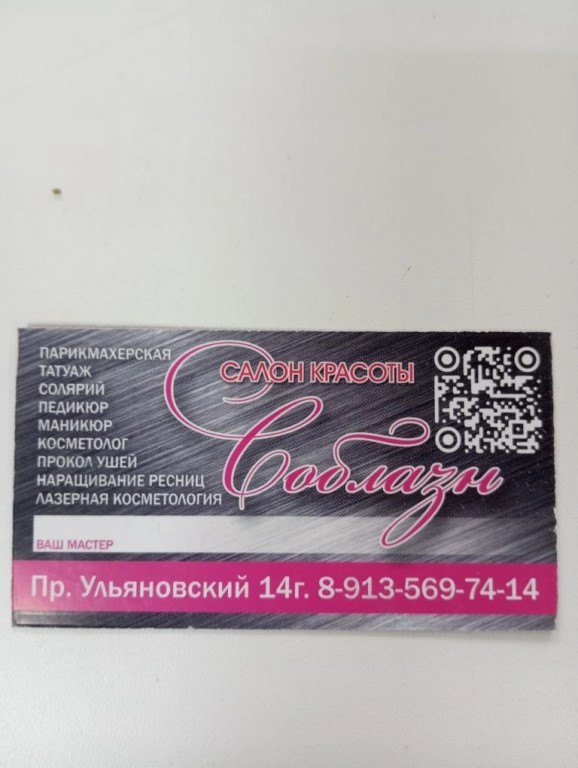 ПАРИКМАХЕРСКАЯ
ТАТУАЖ
СОЛЯРИЙ
ПЕДИКЮР
МАНИКЮР
КОСМЕТОЛОГ
ПРОКОЛ УШЕЙ
НАРАЩИВАНИЕ РЕСНИЦ
ЛАЗЕРНАЯ КОСМЕТОЛОГИЯ
САЛОН КРАСОТЫ
Соблазн
ВАШ МАСТЕР
Пр. Ульяновский 14г. 8-913-569-74-14